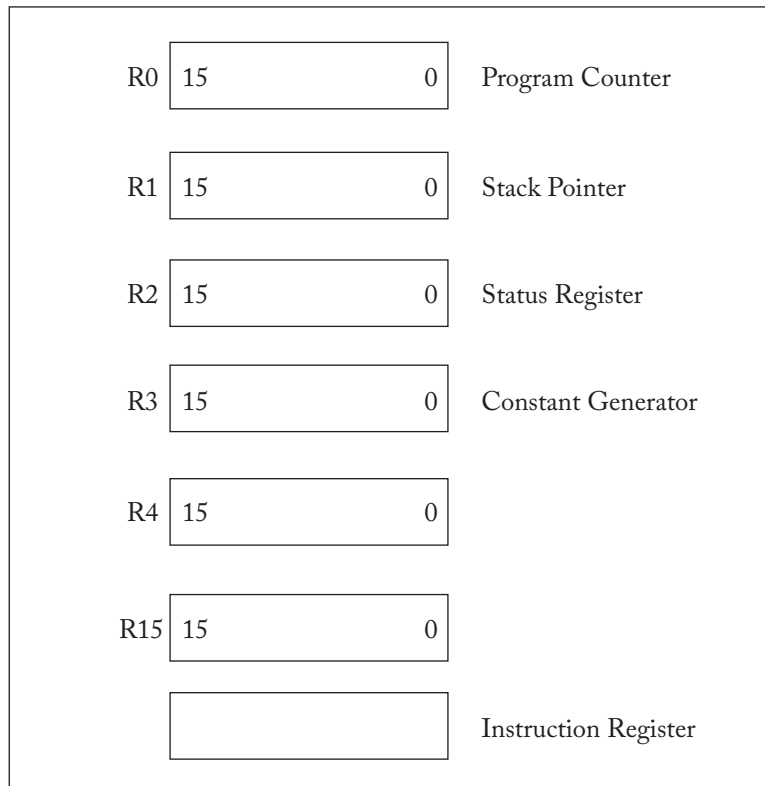 R0 15 0 Program Counter
R1 15 0 Stack Pointer
R2 15 0 Status Register
R3 15 0 Constant Generator
R4 15 0
R15 15 0
Instruction Register